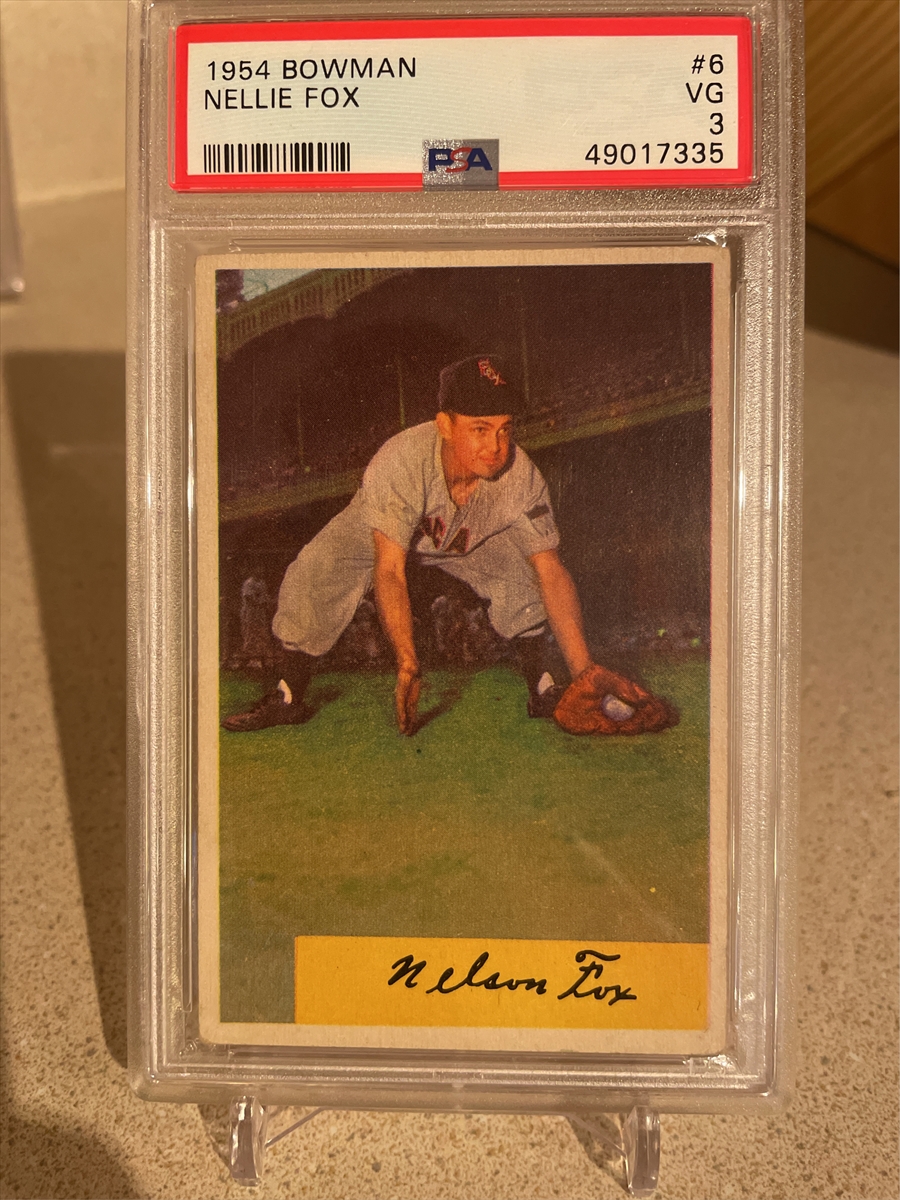 1954 BOWMAN #6
NELLIE FOX VG
3
PSA 49017335
Nelson Fox